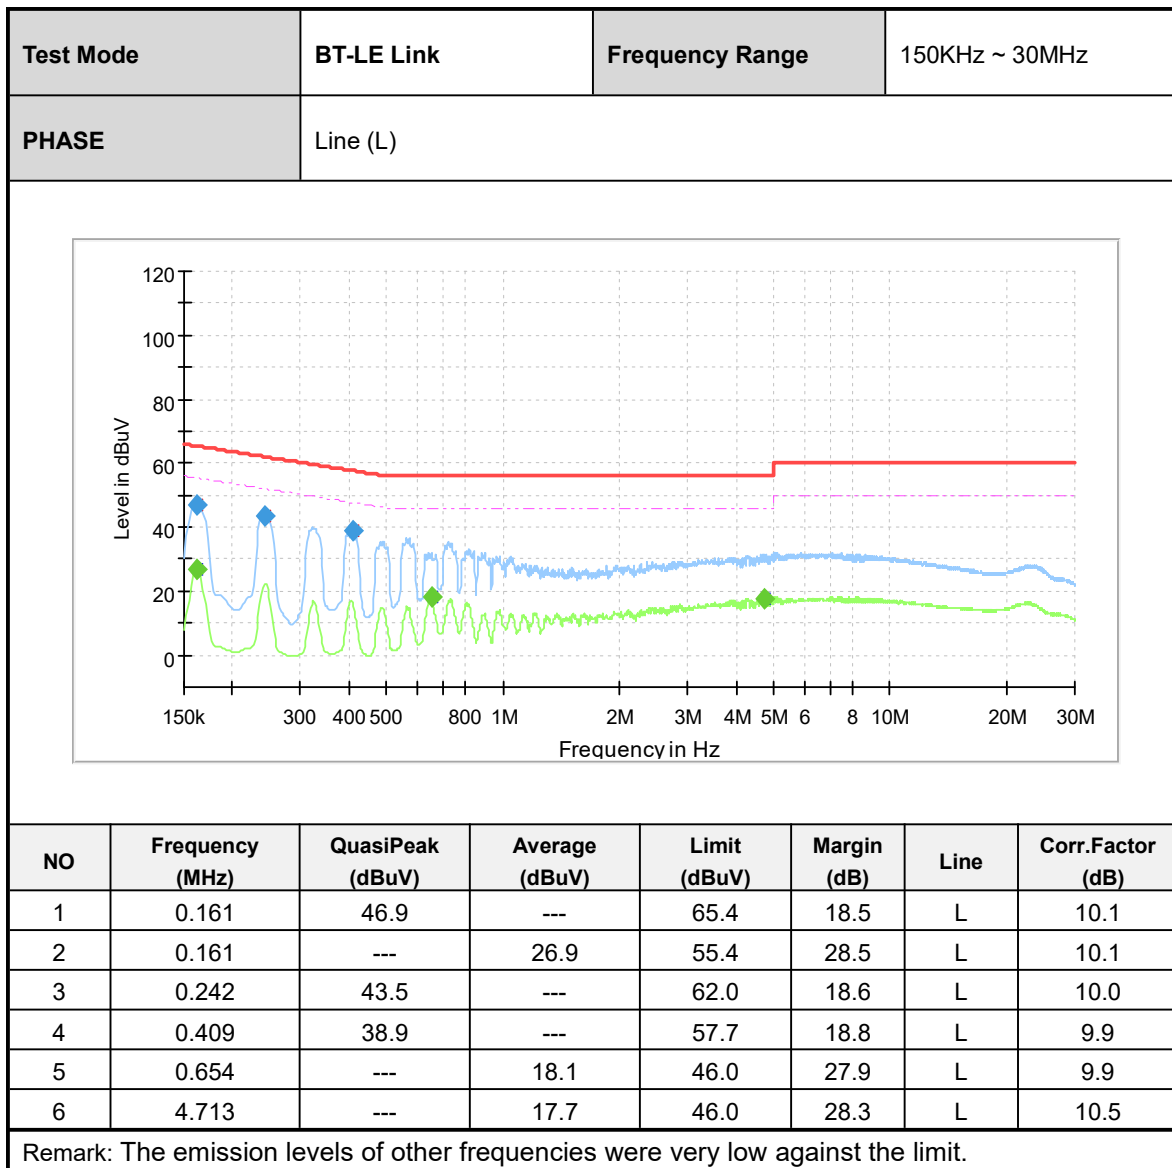 Test Mode BT-LE Link Frequency Range 150KHz ~ 30MHz
PHASE Line (L)
120
100
80
60
40
20
0
Level in dBuV
150k 300 400 500 800 1M 2M 3M 4M 5M 6 8 10M 20M 30M
Frequency in Hz
NO Frequency (MHz) QuasiPeak (dBuV) Average (dBuV) Limit (dBuV) Margin (dB) Line Corr.Factor (dB)
1 0.161 46.9 --- 65.4 18.5 L 10.1
2 0.161 --- 26.9 55.4 28.5 L 10.1
3 0.242 43.5 --- 62.0 18.6 L 10.0
4 0.409 38.9 --- 57.7 18.8 L 9.9
5 0.654 --- 18.1 46.0 27.9 L 9.9
6 4.713 --- 17.7 46.0 28.3 L 10.5
Remark: The emission levels of other frequencies were very low against the limit.